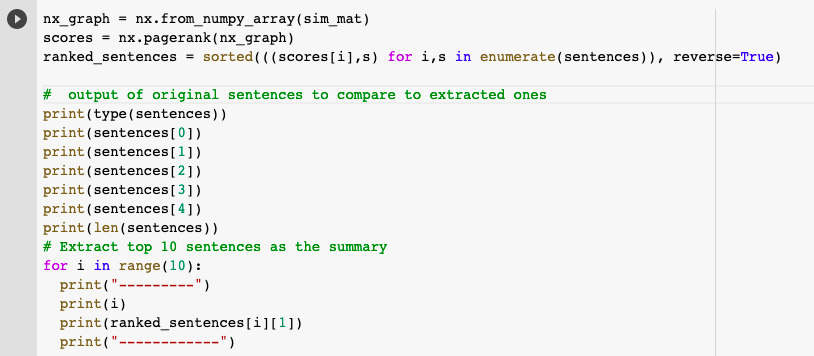 nx_graph = nx.from_numpy_array(sim_mat)
scores = nx.pagerank(nx_graph)
ranked_sentences = sorted(((scores[i],s) for i,s in enumerate(sentences)), reverse=True)

#  output of original sentences to compare to extracted ones
print(type(sentences))
print(sentences[0])
print(sentences[1])
print(sentences[2])
print(sentences[3])
print(sentences[4])
print(len(sentences))
# Extract top 10 sentences as the summary
for i in range(10):
  print("---------")
  print(i)
  print(ranked_sentences[i][1])
  print("------------")